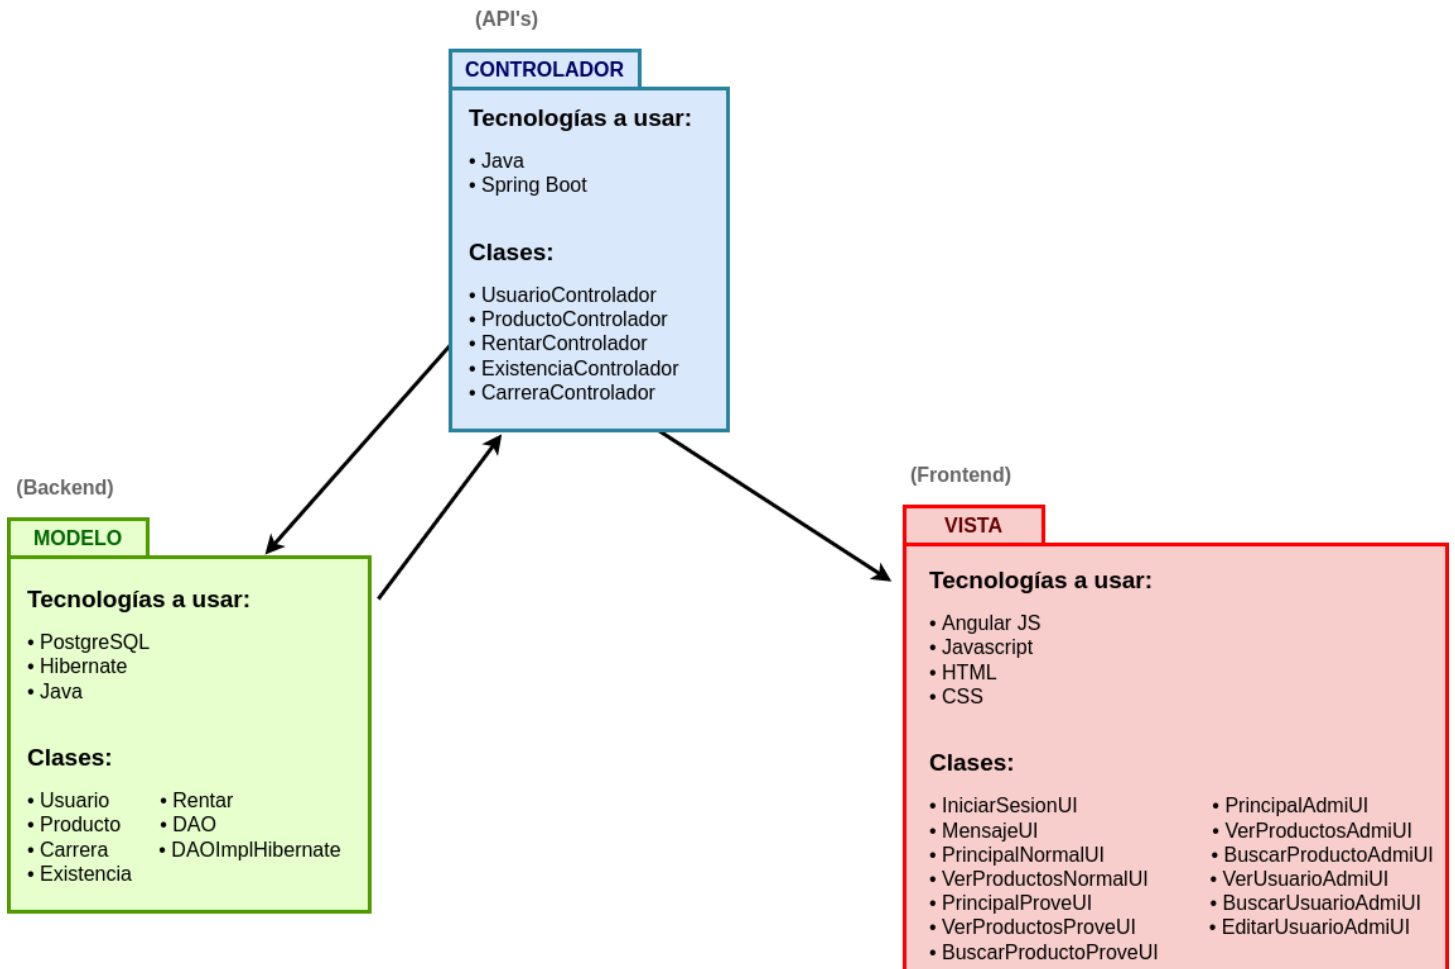 (API's)
CONTROLADOR
Tecnologías a usar:
• Java
• Spring Boot
Clases:
• UsuarioControlador
• ProductoControlador
• RentarControlador
• ExistenciaControlador
• CarreraControlador
(Backend)
MODELO
Tecnologías a usar:
• PostgreSQL
• Hibernate
• Java
Clases:
• Usuario
• Producto
• Carrera
• Existencia
• Rentar
• DAO
• DAOImplHibernate
(Frontend)
VISTA
Tecnologías a usar:
• Angular JS
• Javascript
• HTML
• CSS
Clases:
• IniciarSesionUI
• MensajeUI
• PrincipalNormalUI
• VerProductosNormalUI
• PrincipalProveUI
• VerProductosProveUI
• BuscarProductoProveUI
• PrincipalAdmiUI
• VerProductosAdmiUI
• BuscarProductoAdmiUI
• VerUsuarioAdmiUI
• BuscarUsuarioAdmiUI
• EditarUsuarioAdmiUI